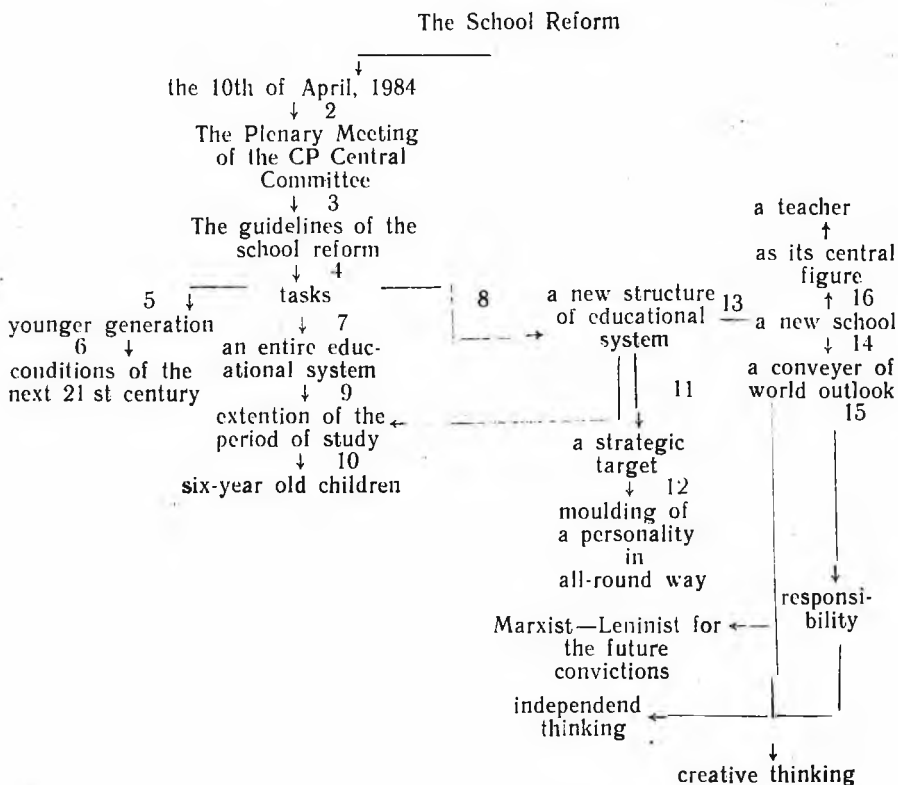 The School Reform
the 10th of April, 1984
2
The Plenary Meeting
of the CP Central
Committee
3
The guidelines of the
school reform
4
tasks
5
younger generation
6
conditions of the
next 21 st century
7
an entire educ-
ational system
9
extention of the
period of study
10
six-year old children
8
a new structure
of educational
system
11
a strategic
target
12
moulding of
a personality
in
all-round way
13
a teacher
as its central
figure
16
a new school
14
a conveyer of
world outlook
15
responsi-
bility
Marxist—Leninist for
the future
convictions
independend
thinking
creative thinking